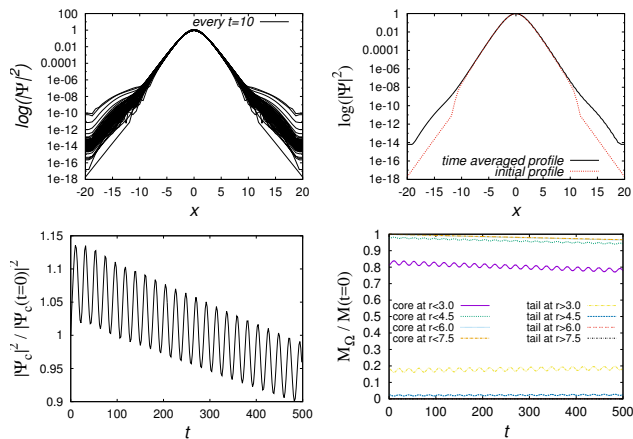 100
1
0.01
0.0001
1e-06
1e-08
1e-10
1e-12
1e-14
1e-16
1e-18
log(|Ψ|²)
every t=10
-20 -15 -10 -5 0 5 10 15 20
x
1
0.01
0.0001
1e-06
1e-08
1e-10
1e-12
1e-14
1e-16
1e-18
log(|Ψ|²)
time averaged profile
initial profile
-20 -15 -10 -5 0 5 10 15 20
x
1.15
1.1
1.05
1
0.95
0.9
|Ψc|² / |Ψc(t=0)|²
0 100 200 300 400 500
t
1
0.9
0.8
0.7
0.6
0.5
0.4
0.3
0.2
0.1
0
MΩ / M(t=0)
core at r<3.0
core at r<4.5
core at r<6.0
core at r<7.5
tail at r>3.0
tail at r>4.5
tail at r>6.0
tail at r>7.5
0 100 200 300 400 500
t